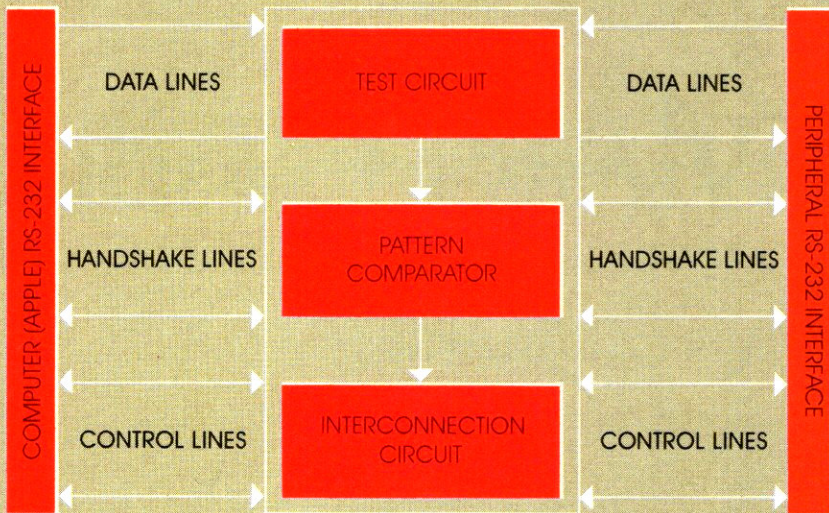 COMPUTER (APPLE) RS-232 INTERFACE
DATA LINES
HANDSHAKE LINES
CONTROL LINES
TEST CIRCUIT
PATTERN
COMPARATOR
INTERCONNECTION
CIRCUIT
DATA LINES
HANDSHAKE LINES
CONTROL LINES
PERIPHERAL RS-232 INTERFACE